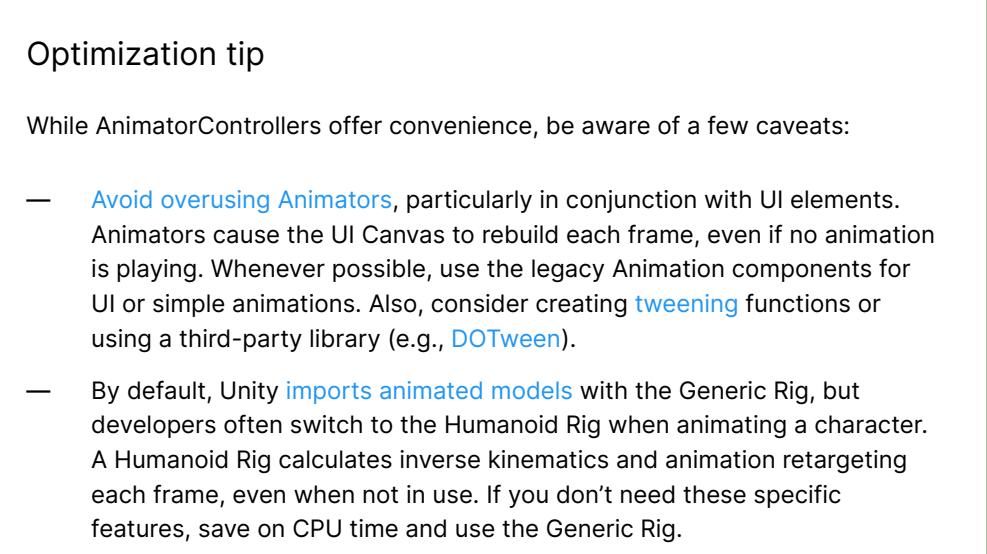 Optimization tip
While AnimatorControllers offer convenience, be aware of a few caveats:
— Avoid overusing Animators, particularly in conjunction with UI elements.
Animators cause the UI Canvas to rebuild each frame, even if no animation
is playing. Whenever possible, use the legacy Animation components for
UI or simple animations. Also, consider creating tweening functions or
using a third-party library (e.g., DOTween).
— By default, Unity imports animated models with the Generic Rig, but
developers often switch to the Humanoid Rig when animating a character.
A Humanoid Rig calculates inverse kinematics and animation retargeting
each frame, even when not in use. If you don’t need these specific
features, save on CPU time and use the Generic Rig.